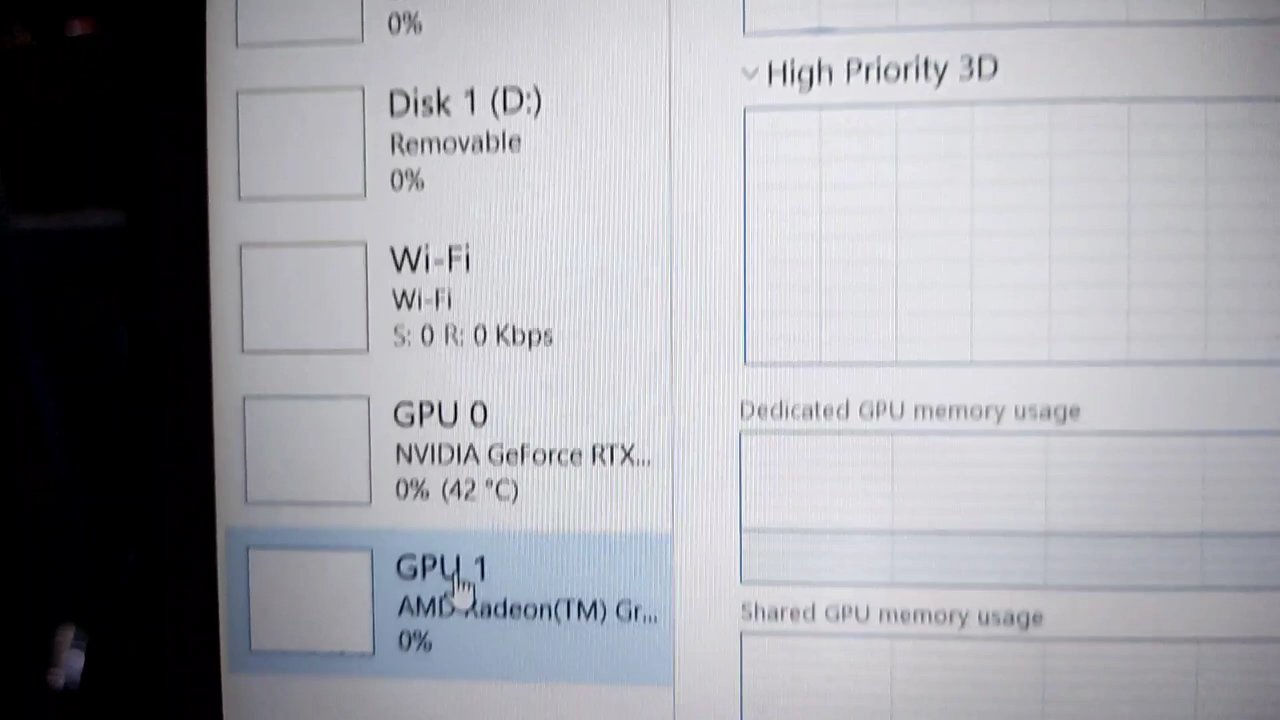 0%
Disk 1 (D:)
Removable
0%
Wi-Fi
Wi-Fi
S: 0 R: 0 Kbps
GPU 0
NVIDIA GeForce RTX...
0% (42 °C)
GPU 1
AMD Radeon(TM) Gr...
0%
High Priority 3D
Dedicated GPU memory usage
Shared GPU memory usage